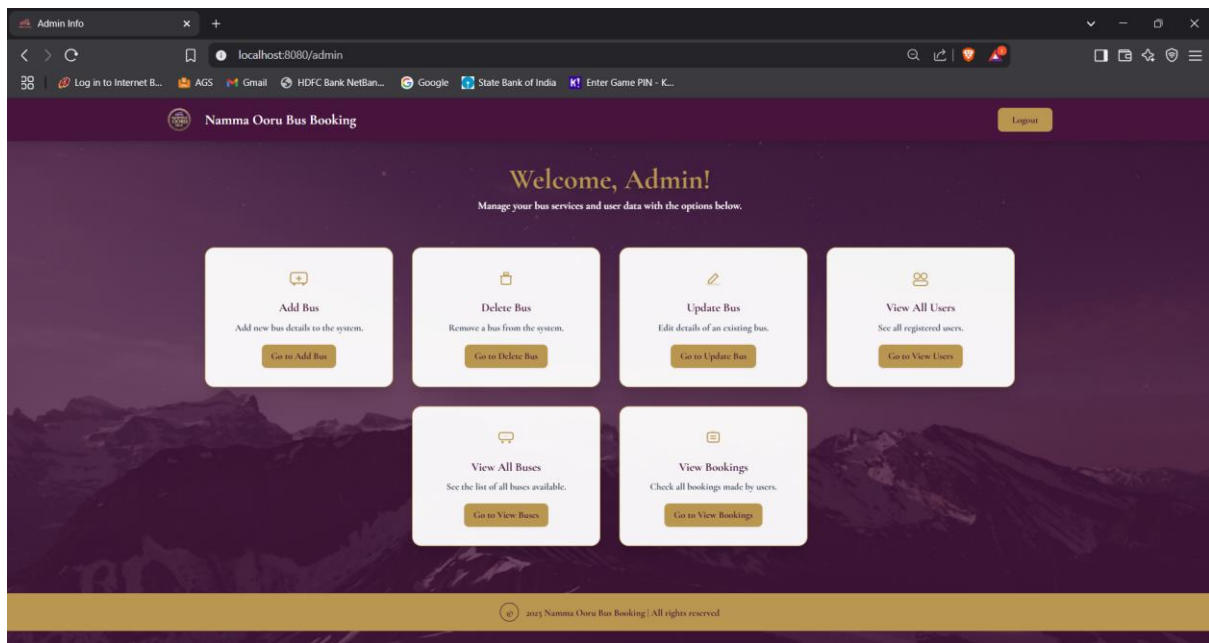 Admin Info
localhost:8080/admin
Log in to Internet B... AGS Gmail HDFC Bank NetBan... Google State Bank of India K! Enter Game PIN - K...
Namma Ooru Bus Booking Logout
Welcome, Admin!
Manage your bus services and user data with the options below.
Add Bus Delete Bus Update Bus View All Users
Add new bus details to the system. Remove a bus from the system. Edit details of an existing bus. See all registered users.
Go to Add Bus Go to Delete Bus Go to Update Bus Go to View Users
View All Buses View Bookings
See the list of all buses available. Check all bookings made by users.
Go to View Buses Go to View Bookings
© 2025 Namma Ooru Bus Booking | All rights reserved